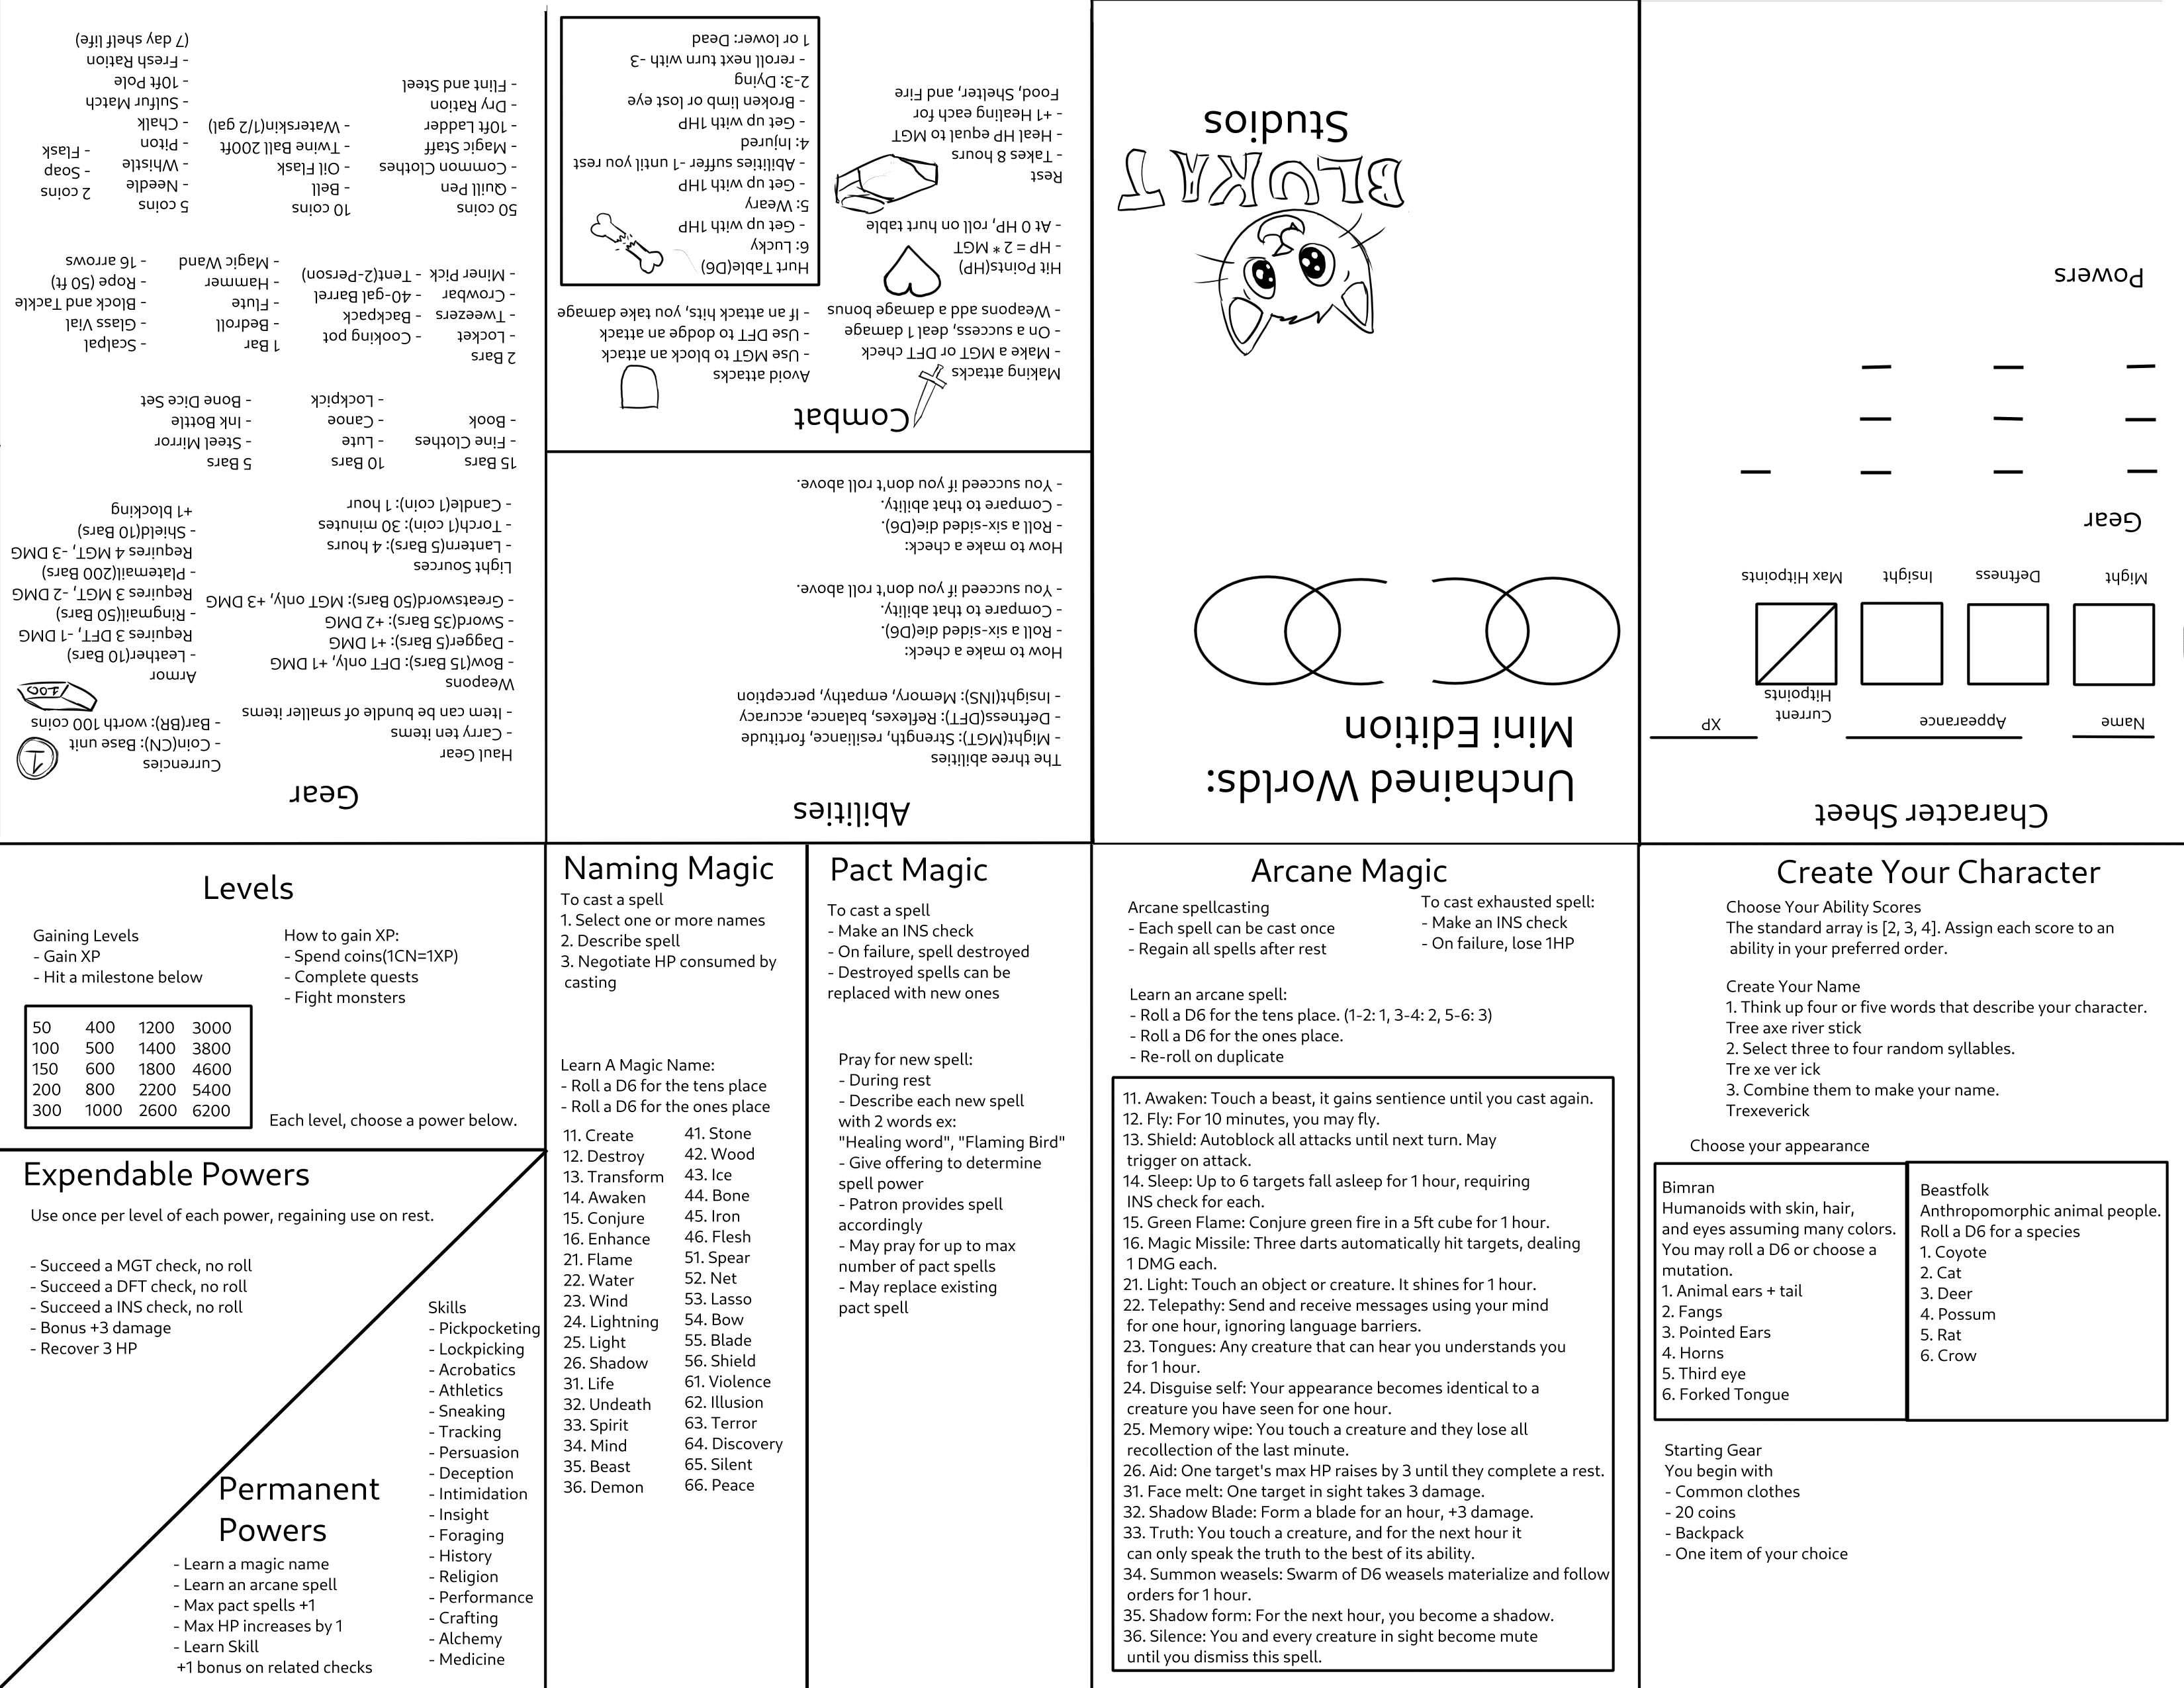 Unchained Worlds:
Mini Edition
BLUKAT
Studios
Character Sheet
Name
Appearance
XP
Current
Hitpoints
Might
Deftness
Insight
Max Hitpoints
Gear
Powers
Create Your Character
Choose Your Ability Scores
The standard array is [2, 3, 4]. Assign each score to an
ability in your preferred order.
Create Your Name
1. Think up four or five words that describe your character.
Tree axe river stick
2. Select three to four random syllables.
Tre xe ver ick
3. Combine them to make your name.
Trexeverick
Choose your appearance
Bimran
Humanoids with skin, hair,
and eyes assuming many colors.
You may roll a D6 or choose a
mutation.
1. Animal ears + tail
2. Fangs
3. Pointed Ears
4. Horns
5. Third eye
6. Forked Tongue
Beastfolk
Anthropomorphic animal people.
Roll a D6 for a species
1. Coyote
2. Cat
3. Deer
4. Possum
5. Rat
6. Crow
Starting Gear
You begin with
- Common clothes
- 20 coins
- Backpack
- One item of your choice
Arcane Magic
Arcane spellcasting
- Each spell can be cast once
- Regain all spells after rest
To cast exhausted spell:
- Make an INS check
- On failure, lose 1HP
Learn an arcane spell:
- Roll a D6 for the tens place. (1-2: 1, 3-4: 2, 5-6: 3)
- Roll a D6 for the ones place.
- Re-roll on duplicate
11. Awaken: Touch a beast, it gains sentience until you cast again.
12. Fly: For 10 minutes, you may fly.
13. Shield: Autoblock all attacks until next turn. May
trigger on attack.
14. Sleep: Up to 6 targets fall asleep for 1 hour, requiring
INS check for each.
15. Green Flame: Conjure green fire in a 5ft cube for 1 hour.
16. Magic Missile: Three darts automatically hit targets, dealing
1 DMG each.
21. Light: Touch an object or creature. It shines for 1 hour.
22. Telepathy: Send and receive messages using your mind
for one hour, ignoring language barriers.
23. Tongues: Any creature that can hear you understands you
for 1 hour.
24. Disguise self: Your appearance becomes identical to a
creature you have seen for one hour.
25. Memory wipe: You touch a creature and they lose all
recollection of the last minute.
26. Aid: One target's max HP raises by 3 until they complete a rest.
31. Face melt: One target in sight takes 3 damage.
32. Shadow Blade: Form a blade for an hour, +3 damage.
33. Truth: You touch a creature, and for the next hour it
can only speak the truth to the best of its ability.
34. Summon weasels: Swarm of D6 weasels materialize and follow
orders for 1 hour.
35. Shadow form: For the next hour, you become a shadow.
36. Silence: You and every creature in sight become mute
until you dismiss this spell.
Naming Magic
To cast a spell
1. Select one or more names
2. Describe spell
3. Negotiate HP consumed by
casting
Learn A Magic Name:
- Roll a D6 for the tens place
- Roll a D6 for the ones place
11. Create
12. Destroy
13. Transform
14. Awaken
15. Conjure
16. Enhance
21. Flame
22. Water
23. Wind
24. Lightning
25. Light
26. Shadow
31. Life
32. Undeath
33. Spirit
34. Mind
35. Beast
36. Demon
41. Stone
42. Wood
43. Ice
44. Bone
45. Iron
46. Flesh
51. Spear
52. Net
53. Lasso
54. Bow
55. Blade
56. Shield
61. Violence
62. Illusion
63. Terror
64. Discovery
65. Silent
66. Peace
Pact Magic
To cast a spell
- Make an INS check
- On failure, spell destroyed
- Destroyed spells can be
replaced with new ones
Pray for new spell:
- During rest
- Describe each new spell
with 2 words ex:
"Healing word", "Flaming Bird"
- Give offering to determine
spell power
- Patron provides spell
accordingly
- May pray for up to max
number of pact spells
- May replace existing
pact spell
Levels
Gaining Levels
- Gain XP
- Hit a milestone below
How to gain XP:
- Spend coins(1CN=1XP)
- Complete quests
- Fight monsters
50 400 1200 3000
100 500 1400 3800
150 600 1800 4600
200 800 2200 5400
300 1000 2600 6200
Each level, choose a power below.
Expendable Powers
Use once per level of each power, regaining use on rest.
- Succeed a MGT check, no roll
- Succeed a DFT check, no roll
- Succeed a INS check, no roll
- Bonus +3 damage
- Recover 3 HP
Permanent
Powers
- Learn a magic name
- Learn an arcane spell
- Max pact spells +1
- Max HP increases by 1
- Learn Skill
+1 bonus on related checks
Skills
- Pickpocketing
- Lockpicking
- Acrobatics
- Athletics
- Sneaking
- Tracking
- Persuasion
- Deception
- Intimidation
- Insight
- Foraging
- History
- Religion
- Performance
- Crafting
- Alchemy
- Medicine
Gear
Haul Gear
- Carry ten items
- Item can be bundle of smaller items
Currencies
- Coin(CN): Base unit
- Bar(BR): worth 100 coins
1
100
Weapons
- Bow(15 Bars): DFT only, +1 DMG
- Dagger(5 Bars): +1 DMG
- Sword(35 Bars): +2 DMG
- Greatsword(50 Bars): MGT only, +3 DMG
Armor
- Leather(10 Bars)
Requires 3 DFT, -1 DMG
- Ringmail(50 Bars)
Requires 3 MGT, -2 DMG
- Platemail(200 Bars)
Requires 4 MGT, -3 DMG
- Shield(10 Bars)
+1 blocking
Light Sources
- Lantern(5 Bars): 4 hours
- Torch(1 coin): 30 minutes
- Candle(1 coin): 1 hour
15 Bars
- Fine Clothes
- Book
10 Bars
- Lute
- Canoe
- Lockpick
5 Bars
- Steel Mirror
- Ink Bottle
- Bone Dice Set
2 Bars
- Locket
- Tweezers
- Crowbar
- Miner Pick
- Cooking pot
- Backpack
- 40-gal Barrel
- Tent(2-Person)
1 Bar
- Bedroll
- Flute
- Hammer
- Magic Wand
- Scalpal
- Glass Vial
- Block and Tackle
- Rope (50 ft)
- 16 arrows
50 coins
- Quill Pen
- Common Clothes
- Magic Staff
- 10ft Ladder
- Dry Ration
- Flint and Steel
10 coins
- Bell
- Oil Flask
- Twine Ball 200ft
- Waterskin(1/2 gal)
5 coins
- Needle
- Whistle
- Piton
- Chalk
- Sulfur Match
- 10ft Pole
- Fresh Ration
(7 day shelf life)
2 coins
- Soap
- Flask
Abilities
The three abilities
- Might(MGT): Strength, resiliance, fortitude
- Deftness(DFT): Reflexes, balance, accuracy
- Insight(INS): Memory, empathy, perception
How to make a check:
- Roll a six-sided die(D6).
- Compare to that ability.
- You succeed if you don't roll above.
How to make a check:
- Roll a six-sided die(D6).
- Compare to that ability.
- You succeed if you don't roll above.
Combat
Making attacks
- Make a MGT or DFT check
- On a success, deal 1 damage
- Weapons add a damage bonus
Avoid attacks
- Use MGT to block an attack
- Use DFT to dodge an attack
- If an attack hits, you take damage
Hit Points(HP)
- HP = 2 * MGT
- At 0 HP, roll on hurt table
Rest
- Takes 8 hours
- Heal HP equal to MGT
- +1 Healing each for
Food, Shelter, and Fire
Hurt Table(D6)
6: Lucky
- Get up with 1HP
5: Weary
- Get up with 1HP
- Abilities suffer -1 until you rest
4: Injured
- Get up with 1HP
- Broken limb or lost eye
2-3: Dying
- reroll next turn with -3
1 or lower: Dead